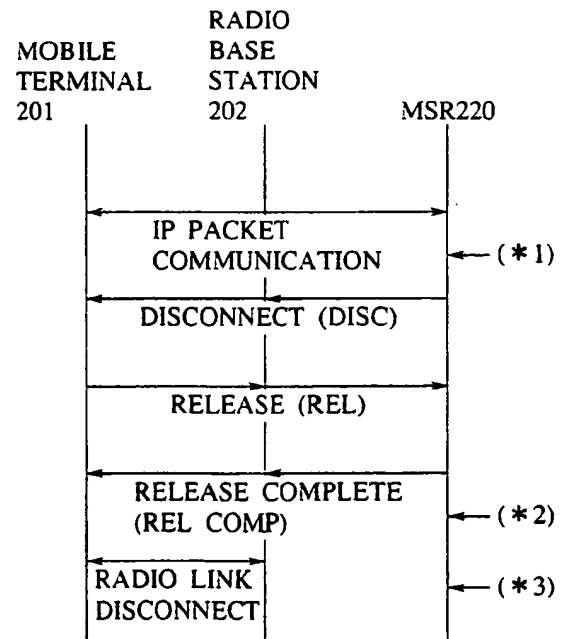 MOBILE
TERMINAL
201
RADIO
BASE
STATION
202
MSR220
IP PACKET
COMMUNICATION
(*1)
DISCONNECT (DISC)
RELEASE (REL)
RELEASE COMPLETE
(REL COMP)
(*2)
RADIO LINK
DISCONNECT
(*3)